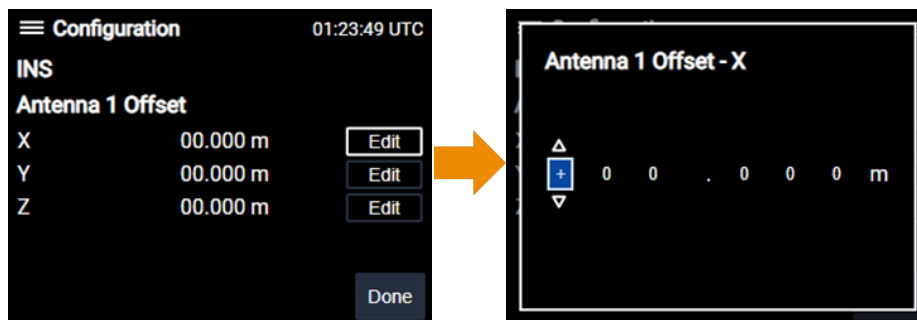 Configuration 01:23:49 UTC
INS
Antenna 1 Offset
X 00.000 m Edit
Y 00.000 m Edit
Z 00.000 m Edit
Done
Antenna 1 Offset - X
+ 0 0 . 0 0 0 m